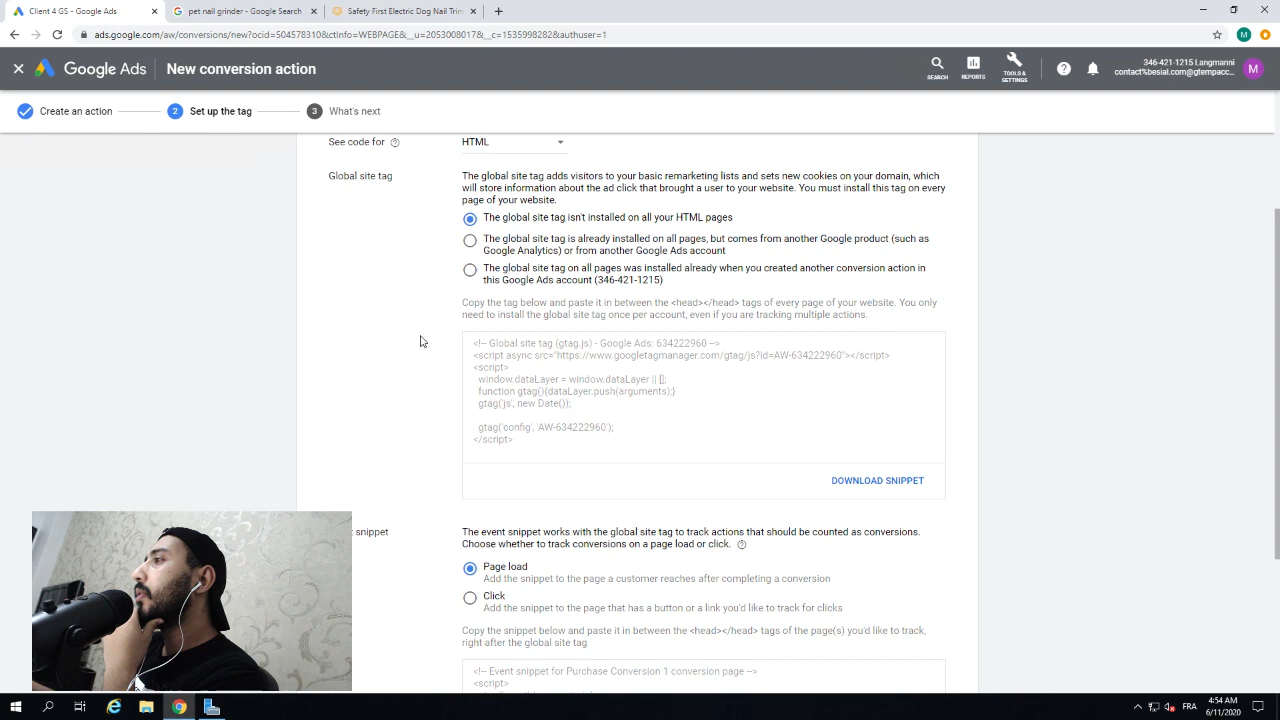 Client 4 GS - Google Ads
pet nail grinder - Google Search
Safety First Electric Dog Nail Trim
ads.google.com/aw/conversions/new?ocid=504578310&ctInfo=WEBPAGE&__u=2053008017&__c=1535998282&authuser=1
M
Google Ads
New conversion action
SEARCH
REPORTS
TOOLS &
SETTINGS
346-421-1215 Langmanni
contact%besial.com@gtempacc...
M
Create an action
2 Set up the tag
3 What's next
See code for
HTML
Global site tag
The global site tag adds visitors to your basic remarketing lists and sets new cookies on your domain, which
will store information about the ad click that brought a user to your website. You must install this tag on every
page of your website.
The global site tag isn't installed on all your HTML pages
The global site tag is already installed on all pages, but comes from another Google product (such as
Google Analytics) or from another Google Ads account
The global site tag on all pages was installed already when you created another conversion action in
this Google Ads account (346-421-1215)
Copy the tag below and paste it in between the <head></head> tags of every page of your website. You only
need to install the global site tag once per account, even if you are tracking multiple actions.
<!-- Global site tag (gtag.js) - Google Ads: 634222960 -->
<script async src="https://www.googletagmanager.com/gtag/js?id=AW-634222960"></script>
<script>
window.dataLayer = window.dataLayer || [];
function gtag(){dataLayer.push(arguments);}
gtag('js', new Date());
gtag('config', 'AW-634222960');
</script>
DOWNLOAD SNIPPET
snippet
The event snippet works with the global site tag to track actions that should be counted as conversions.
Choose whether to track conversions on a page load or click.
Page load
Add the snippet to the page a customer reaches after completing a conversion
Click
Add the snippet to the page that has a button or a link you'd like to track for clicks
Copy the snippet below and paste it in between the <head></head> tags of the page(s) you'd like to track,
right after the global site tag
<!-- Event snippet for Purchase Conversion 1 conversion page -->
<script>
FRA
4:54 AM
6/11/2020